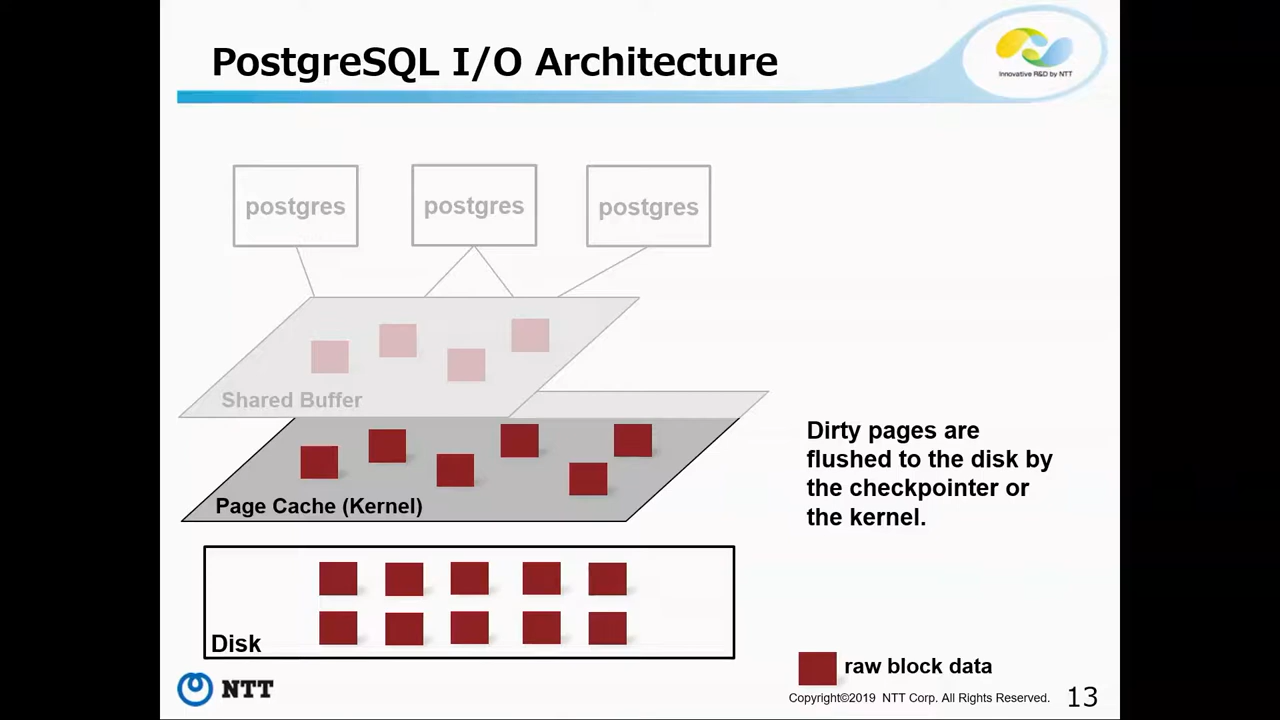 PostgreSQL I/O Architecture
Innovative R&D by NTT
postgres
postgres
postgres
Shared Buffer
Page Cache (Kernel)
Dirty pages are
flushed to the disk by
the checkpointer or
the kernel.
Disk
raw block data
NTT
Copyright©2019 NTT Corp. All Rights Reserved.
13